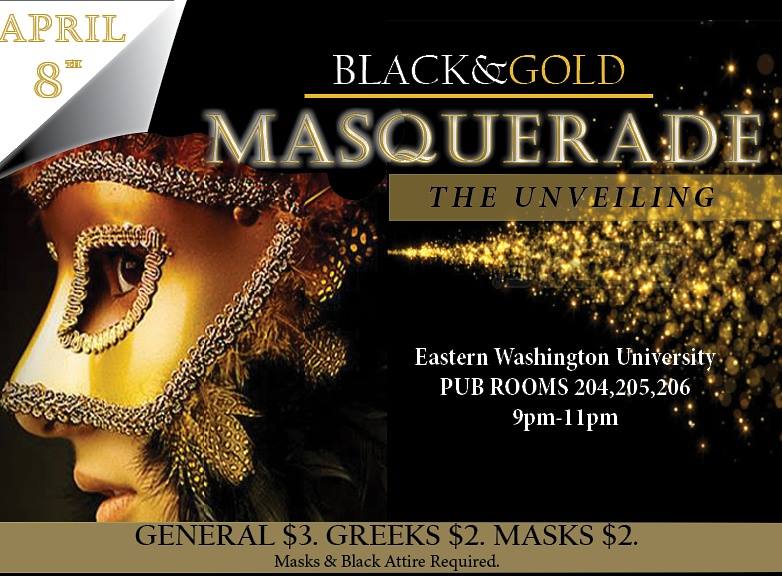 APRIL
8TH
BLACK&GOLD
MASQUERADE
THE UNVEILING
Eastern Washington University
PUB ROOMS 204,205,206
9pm-11pm
GENERAL $3. GREEKS $2. MASKS $2.
Masks & Black Attire Required.